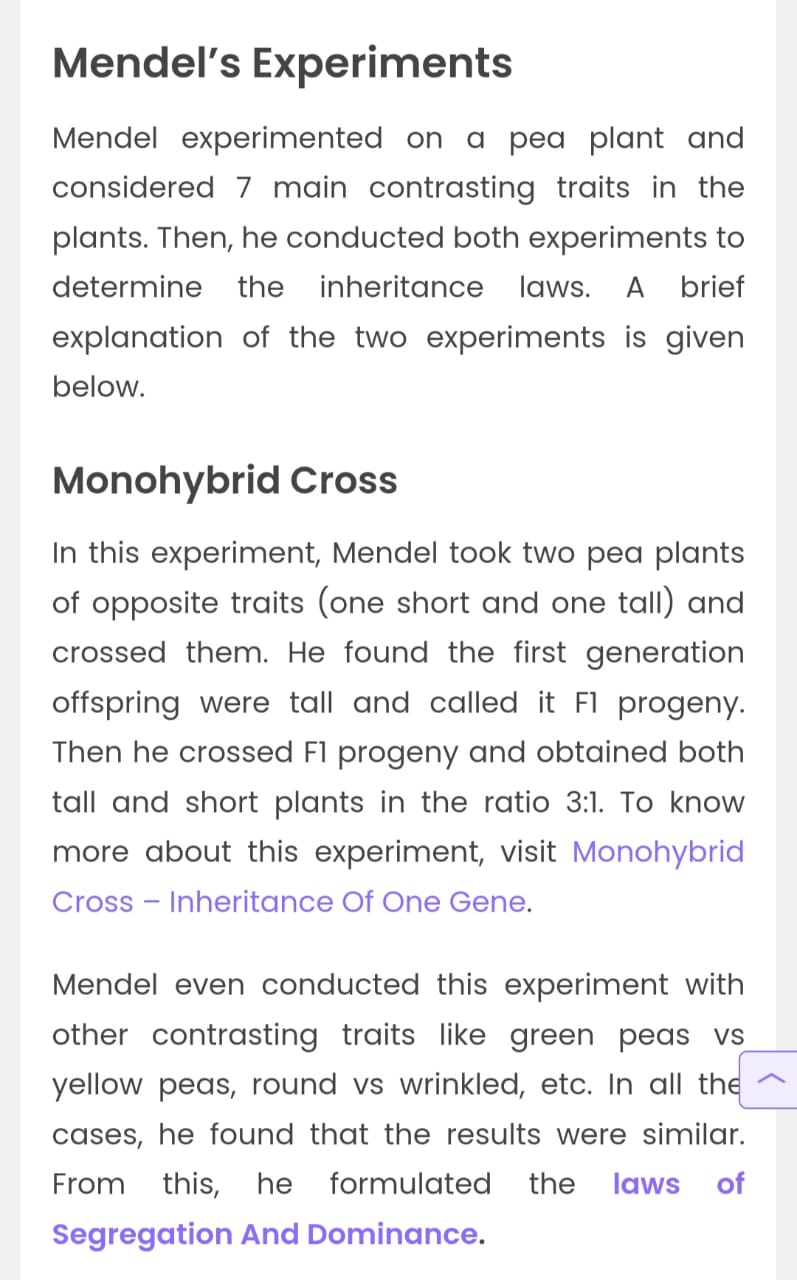 Mendel’s Experiments
Mendel experimented on a pea plant and
considered 7 main contrasting traits in the
plants. Then, he conducted both experiments to
determine the inheritance laws. A brief
explanation of the two experiments is given
below.
Monohybrid Cross
In this experiment, Mendel took two pea plants
of opposite traits (one short and one tall) and
crossed them. He found the first generation
offspring were tall and called it F1 progeny.
Then he crossed F1 progeny and obtained both
tall and short plants in the ratio 3:1. To know
more about this experiment, visit Monohybrid
Cross – Inheritance Of One Gene.
Mendel even conducted this experiment with
other contrasting traits like green peas vs
yellow peas, round vs wrinkled, etc. In all the
cases, he found that the results were similar.
From this, he formulated the laws of
Segregation And Dominance.